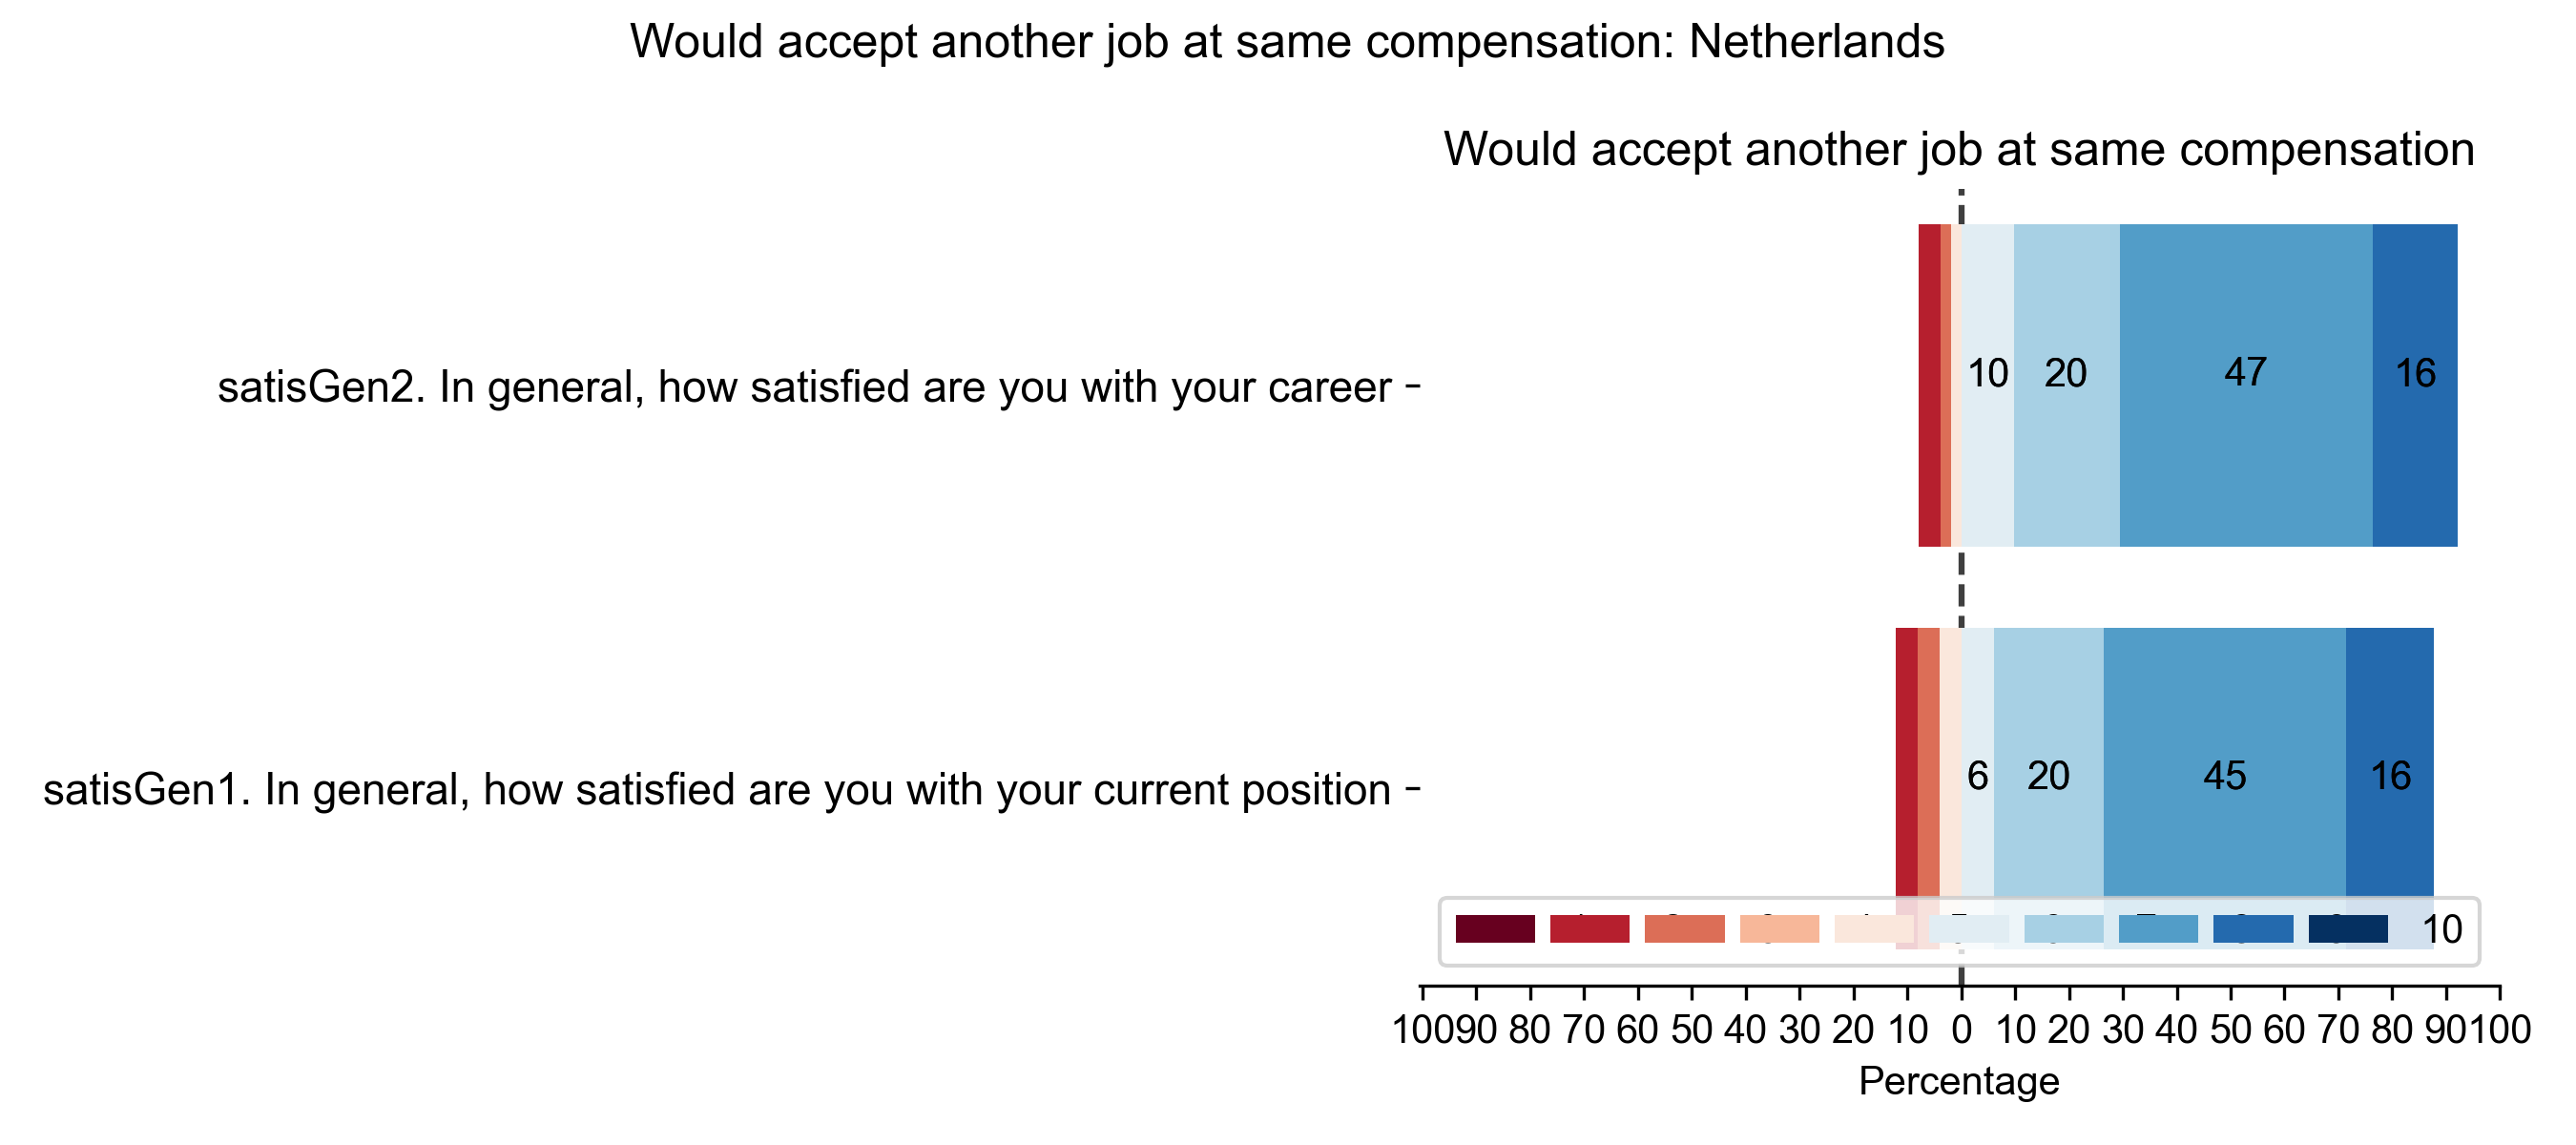 Would accept another job at same compensation: Netherlands
Would accept another job at same compensation
satisGen2. In general, how satisfied are you with your career
10 20 47 16
satisGen1. In general, how satisfied are you with your current position
6 20 45 16
10
100 90 80 70 60 50 40 30 20 10 0 10 20 30 40 50 60 70 80 90 100
Percentage